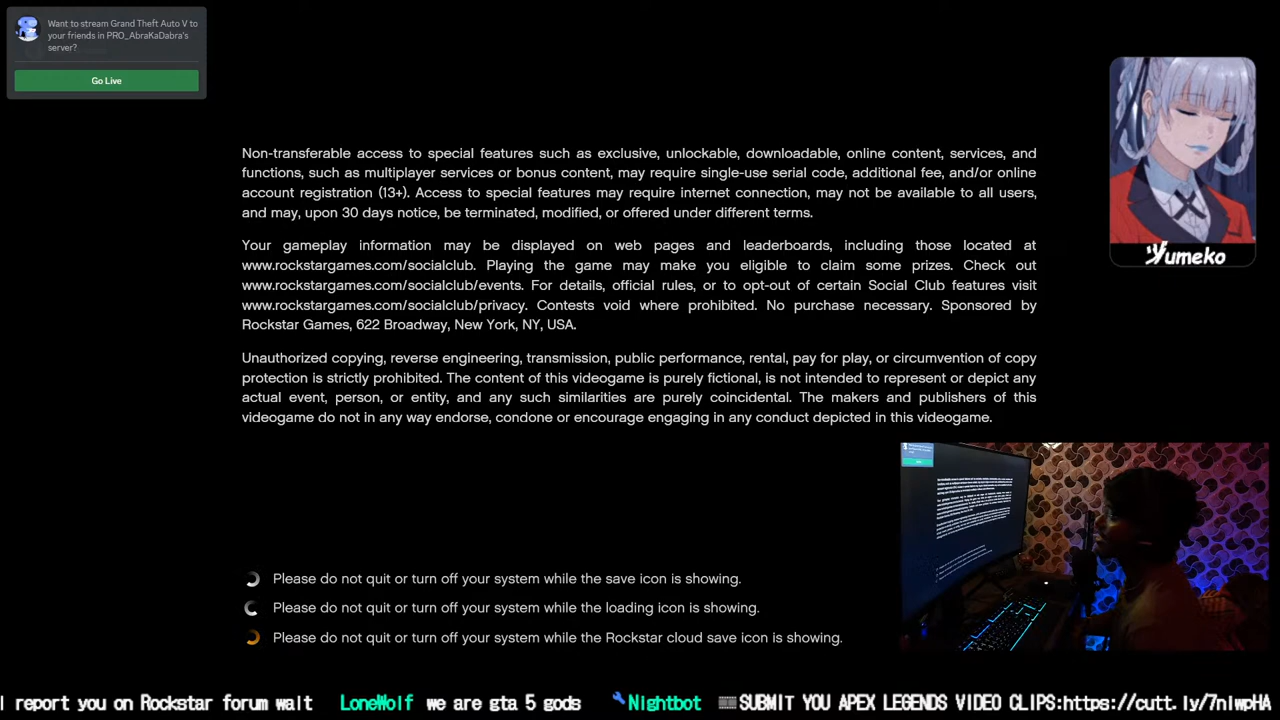 Want to stream Grand Theft Auto V to
your friends in PRO_AbraKaDabra's
server?
Go Live
Non-transferable access to special features such as exclusive, unlockable, downloadable, online content, services, and
functions, such as multiplayer services or bonus content, may require single-use serial code, additional fee, and/or online
account registration (13+). Access to special features may require internet connection, may not be available to all users,
and may, upon 30 days notice, be terminated, modified, or offered under different terms.
Your gameplay information may be displayed on web pages and leaderboards, including those located at
www.rockstargames.com/socialclub. Playing the game may make you eligible to claim some prizes. Check out
www.rockstargames.com/socialclub/events. For details, official rules, or to opt-out of certain Social Club features visit
www.rockstargames.com/socialclub/privacy. Contests void where prohibited. No purchase necessary. Sponsored by
Rockstar Games, 622 Broadway, New York, NY, USA.
Unauthorized copying, reverse engineering, transmission, public performance, rental, pay for play, or circumvention of copy
protection is strictly prohibited. The content of this videogame is purely fictional, is not intended to represent or depict any
actual event, person, or entity, and any such similarities are purely coincidental. The makers and publishers of this
videogame do not in any way endorse, condone or encourage engaging in any conduct depicted in this videogame.
Yumeko
Please do not quit or turn off your system while the save icon is showing.
Please do not quit or turn off your system while the loading icon is showing.
Please do not quit or turn off your system while the Rockstar cloud save icon is showing.
I report you on Rockstar forum wait LoneWolf we are gta 5 gods Nightbot SUBMIT YOU APEX LEGENDS VIDEO CLIPS:https://cutt.ly/7nIwpHA